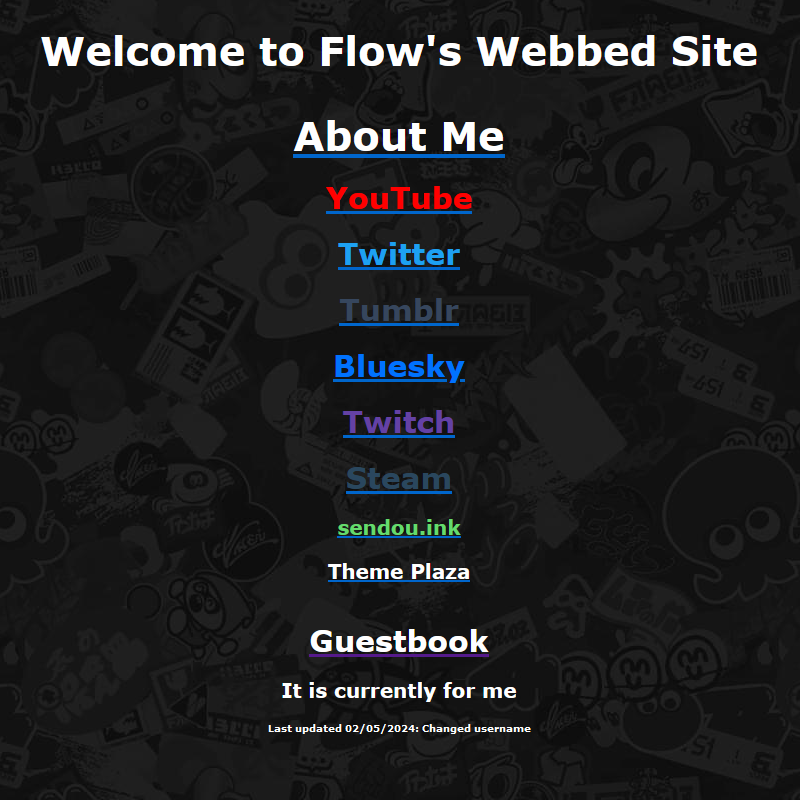 Welcome to Flow's Webbed Site
About Me
YouTube
Twitter
Tumblr
Bluesky
Twitch
Steam
sendou.ink
Theme Plaza
Guestbook
It is currently for me
Last updated 02/05/2024: Changed username